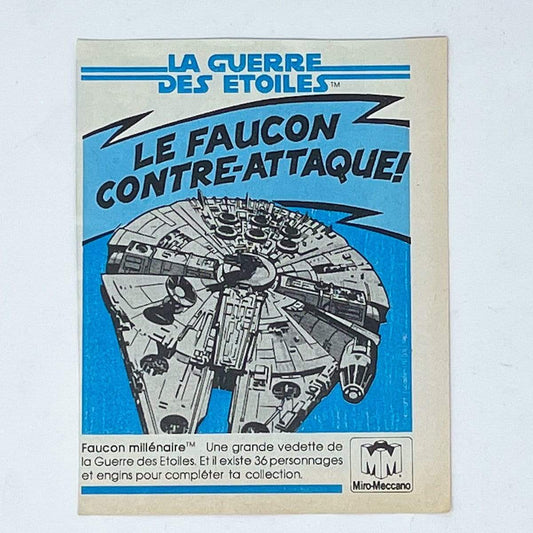 LA GUERRE
DES ETOILES™
LE FAUCON
CONTRE-ATTAQUE!
Faucon millénaire™ Une grande vedette de
la Guerre des Etoiles. Et il existe 36 personnages
et engins pour compléter ta collection.
MM
Miro-Meccano